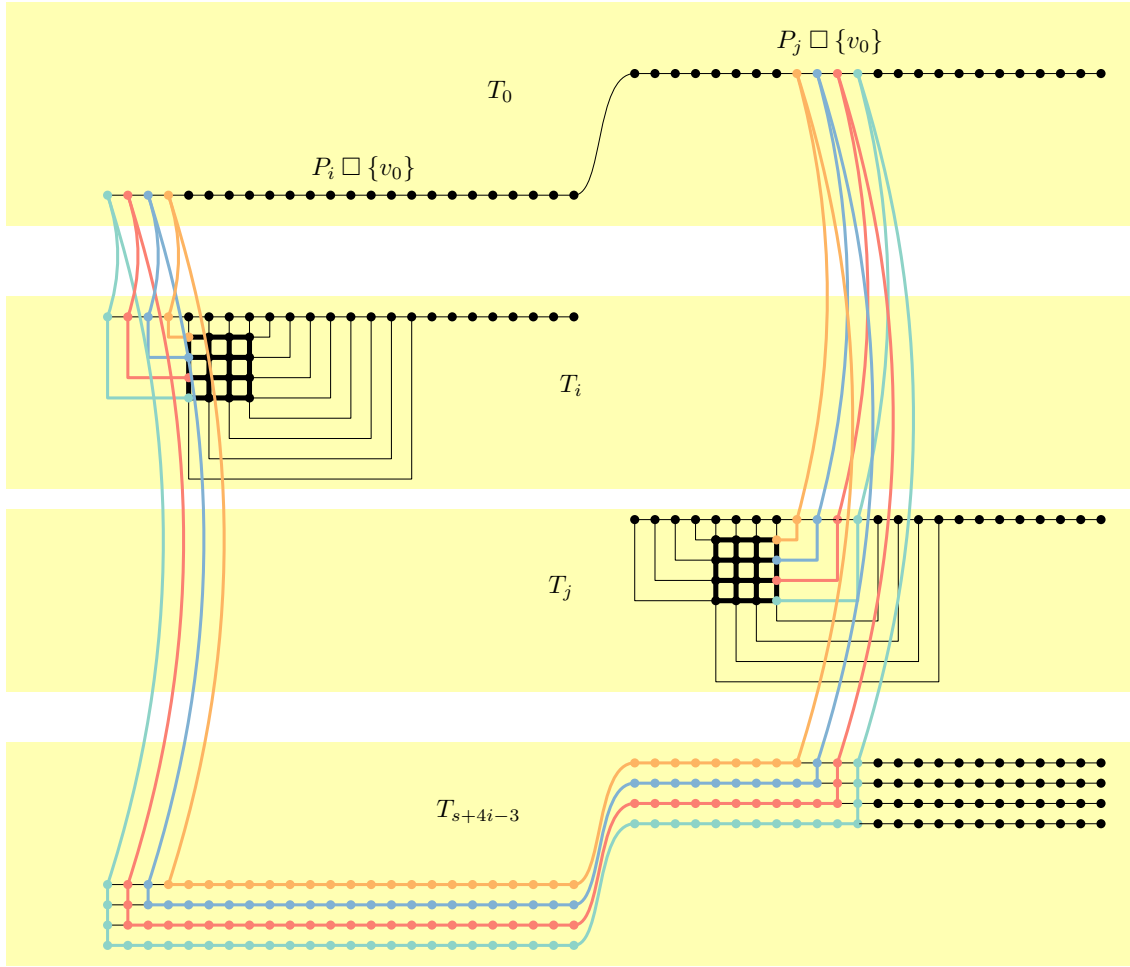 P_j □ {v_0}
T_0
P_i □ {v_0}
T_i
T_j
T_{s+4i−3}